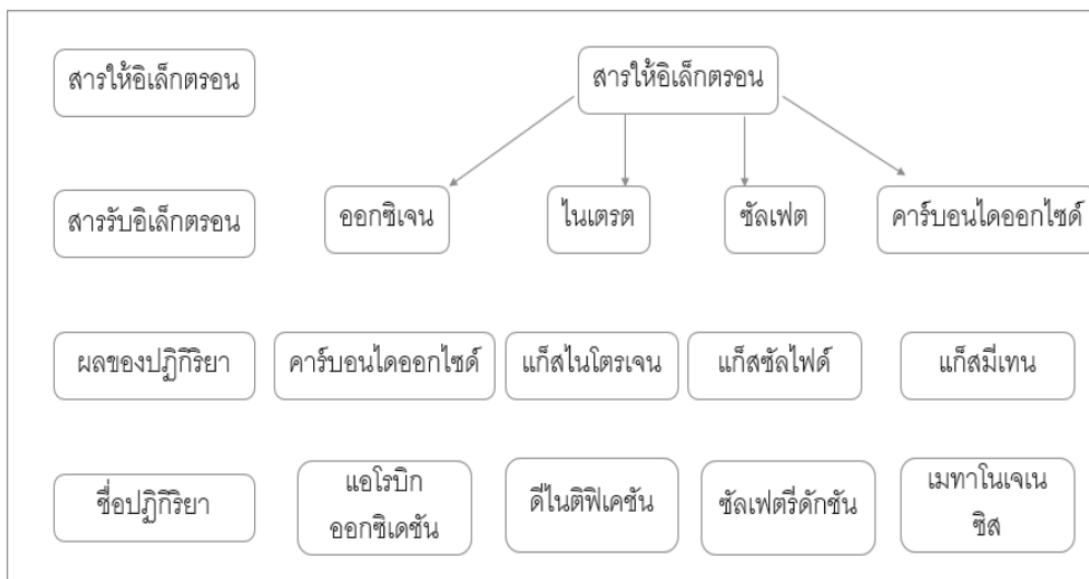 สารให้อิเล็กตรอน
สารให้อิเล็กตรอน
สารรับอิเล็กตรอน
ออกซิเจน
ไนเตรต
ซัลเฟต
คาร์บอนไดออกไซด์
ผลของปฏิกิริยา
คาร์บอนไดออกไซด์
แก็สไนโตรเจน
แก็สซัลไฟด์
แก็สมีเทน
ชื่อปฏิกิริยา
แอโรบิก
ออกซิเดชัน
ดีไนติฟิเคชัน
ซัลเฟตรีดักชัน
เมทาโนเจเน
ซิส